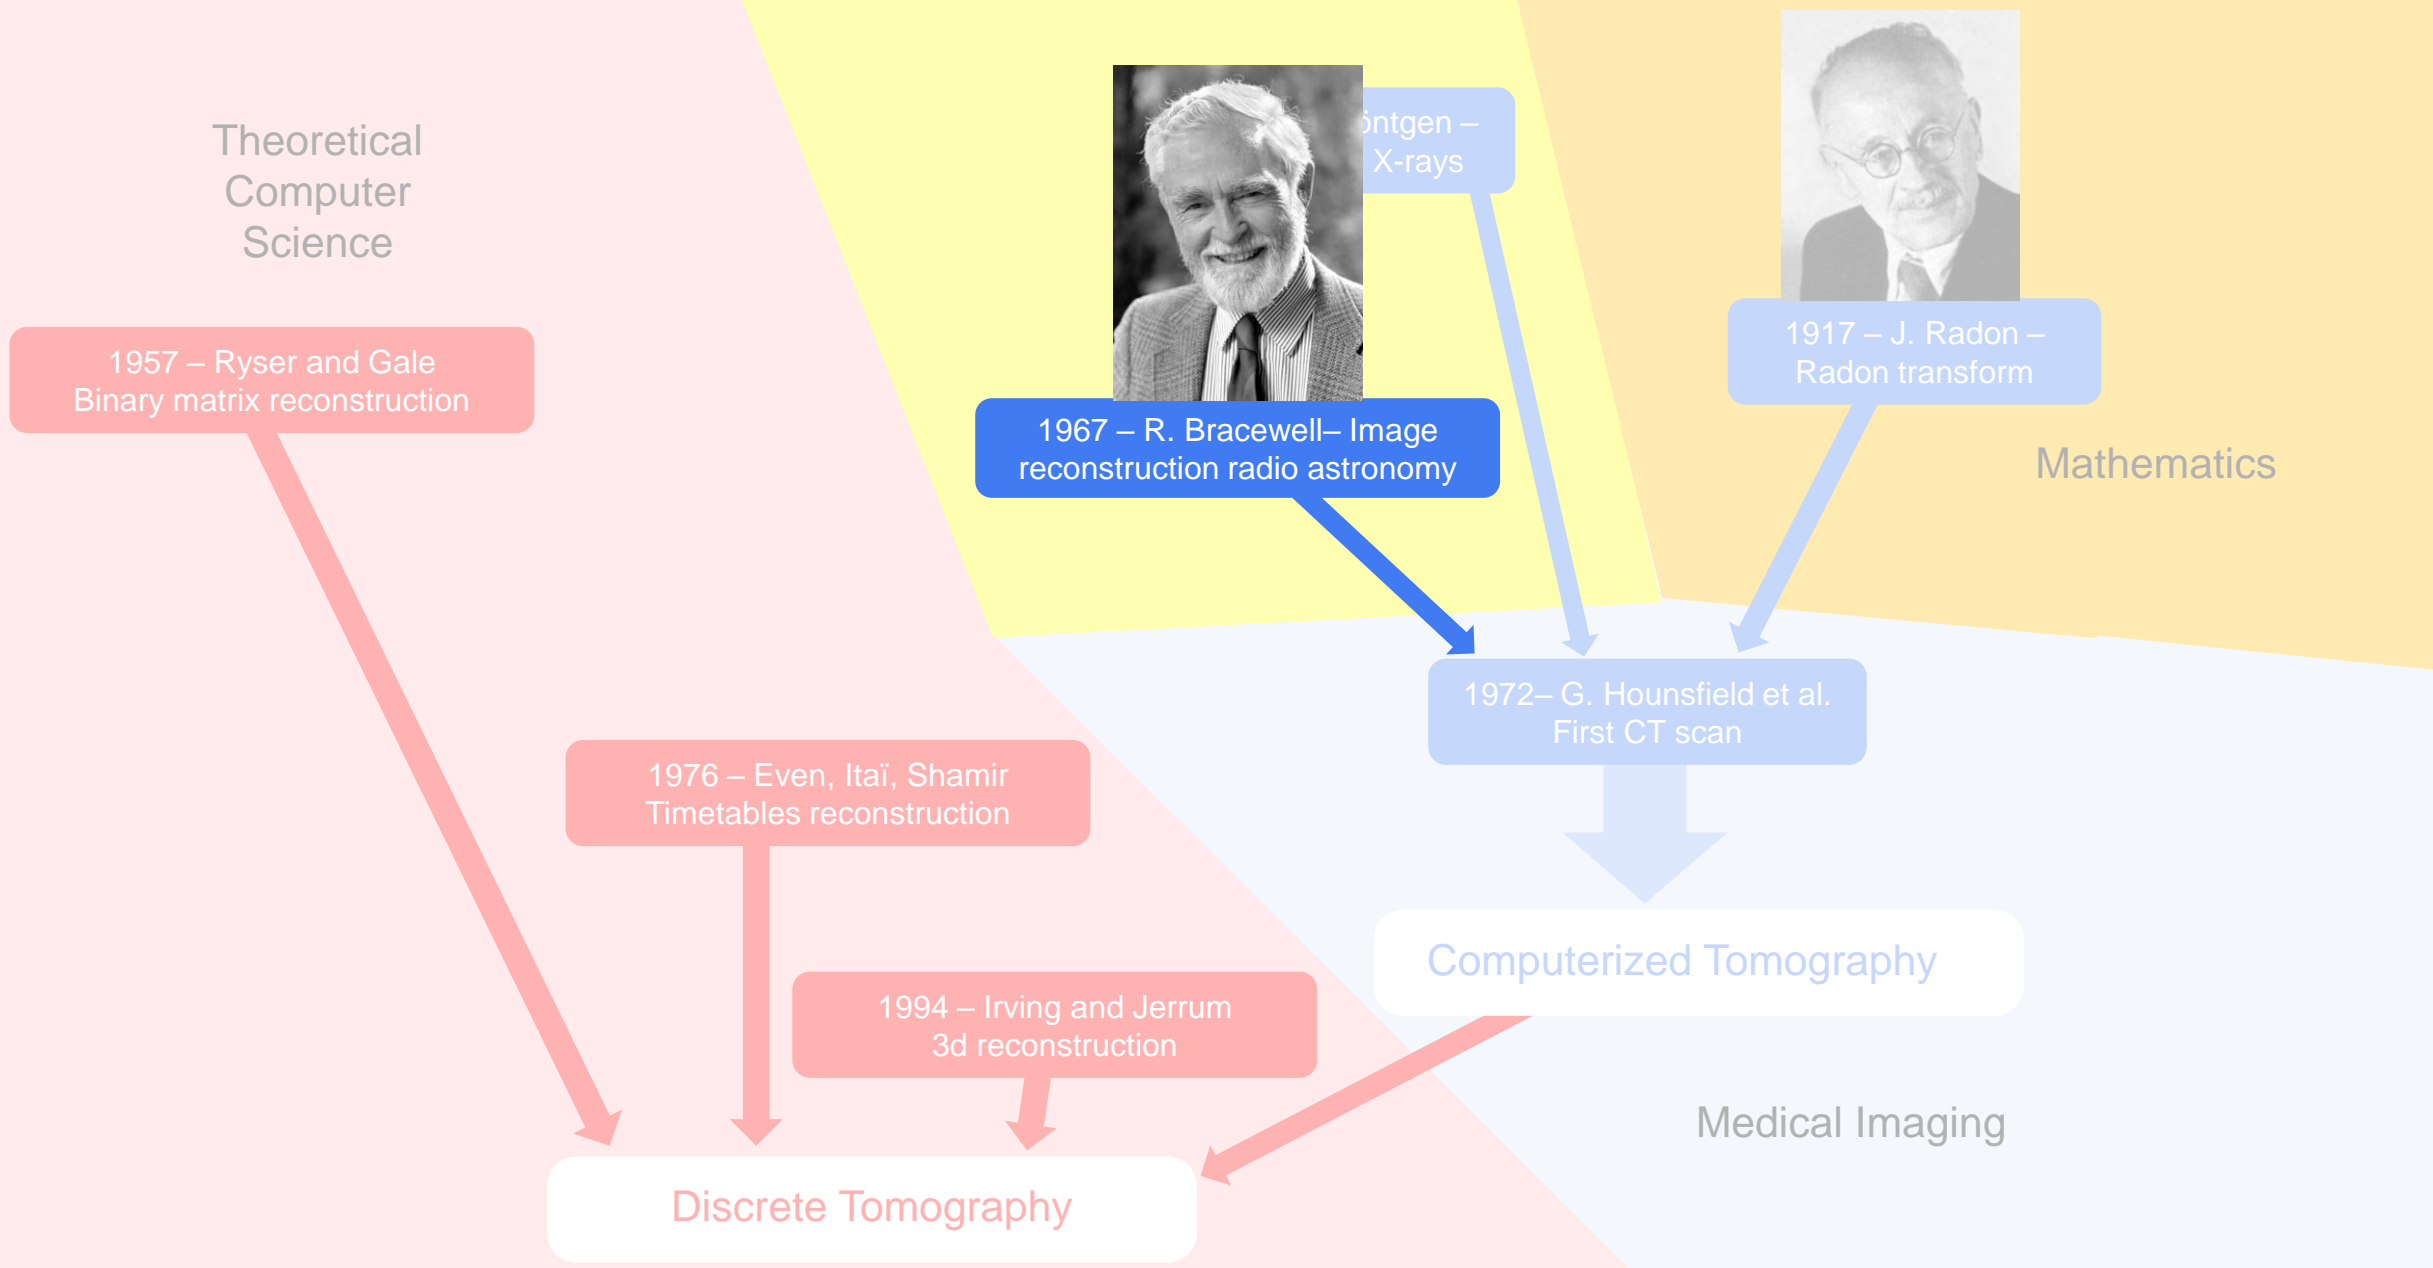 Theoretical
Computer
Science
X-rays
1917 – J. Radon –
Radon transform
1957 – Ryser and Gale
Binary matrix reconstruction
1967 – R. Bracewell– Image
reconstruction radio astronomy
Mathematics
1972– G. Hounsfield et al.
First CT scan
1976 – Even, Itaï, Shamir
Timetables reconstruction
Computerized Tomography
1994 – Irving and Jerrum
3d reconstruction
Medical Imaging
Discrete Tomography